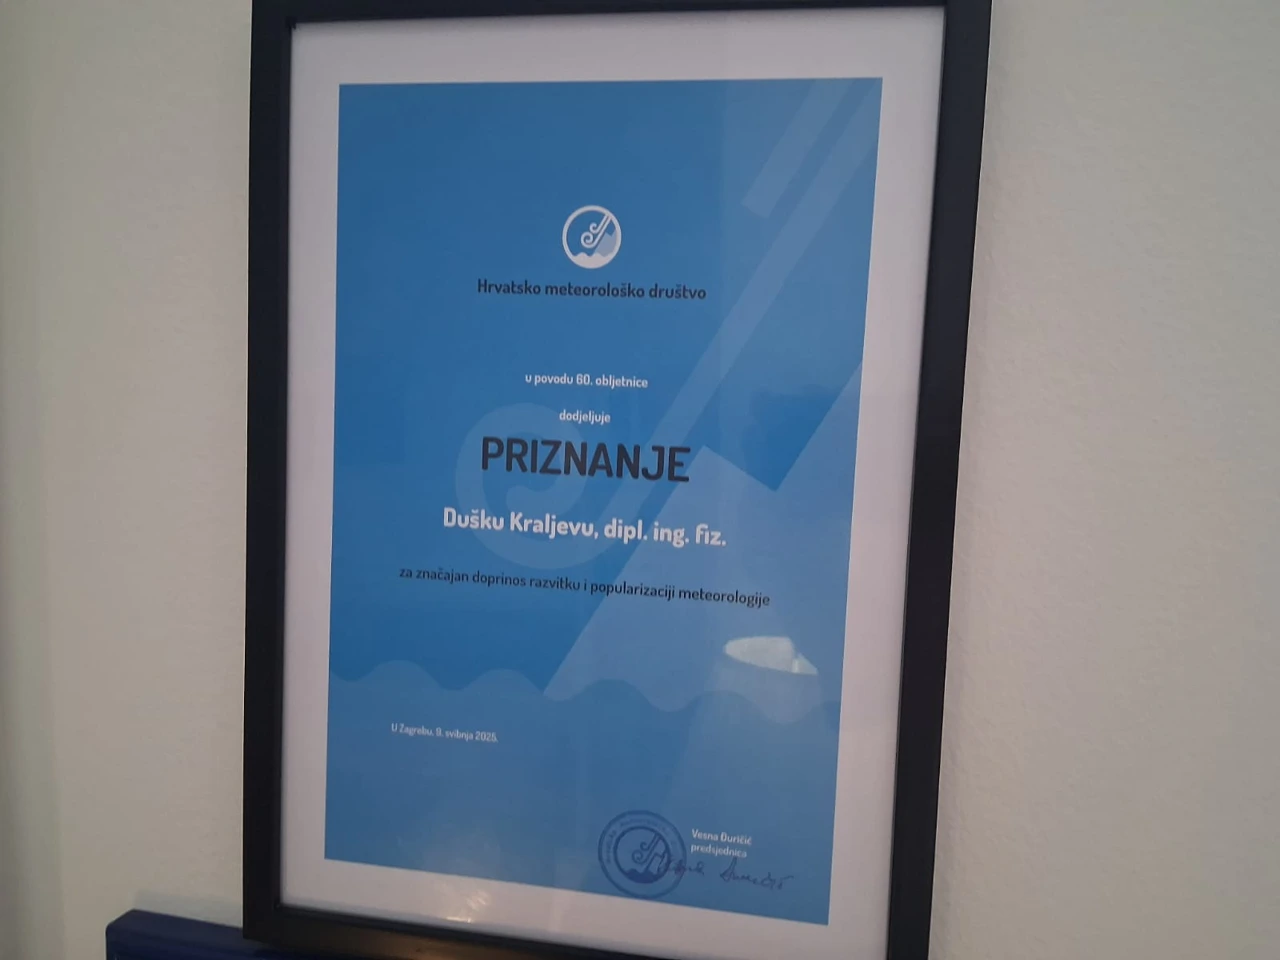 Hrvatsko meteorološko društvo
u povodu 60. obljetnice
dodjeljuje
PRIZNANJE
Dušku Kraljevu, dipl. ing. fiz.
za značajan doprinos razvitku i popularizaciji meteorologije
U Zagrebu, 9. svibnja 2025.
Vesna Đuričić
predsjednica